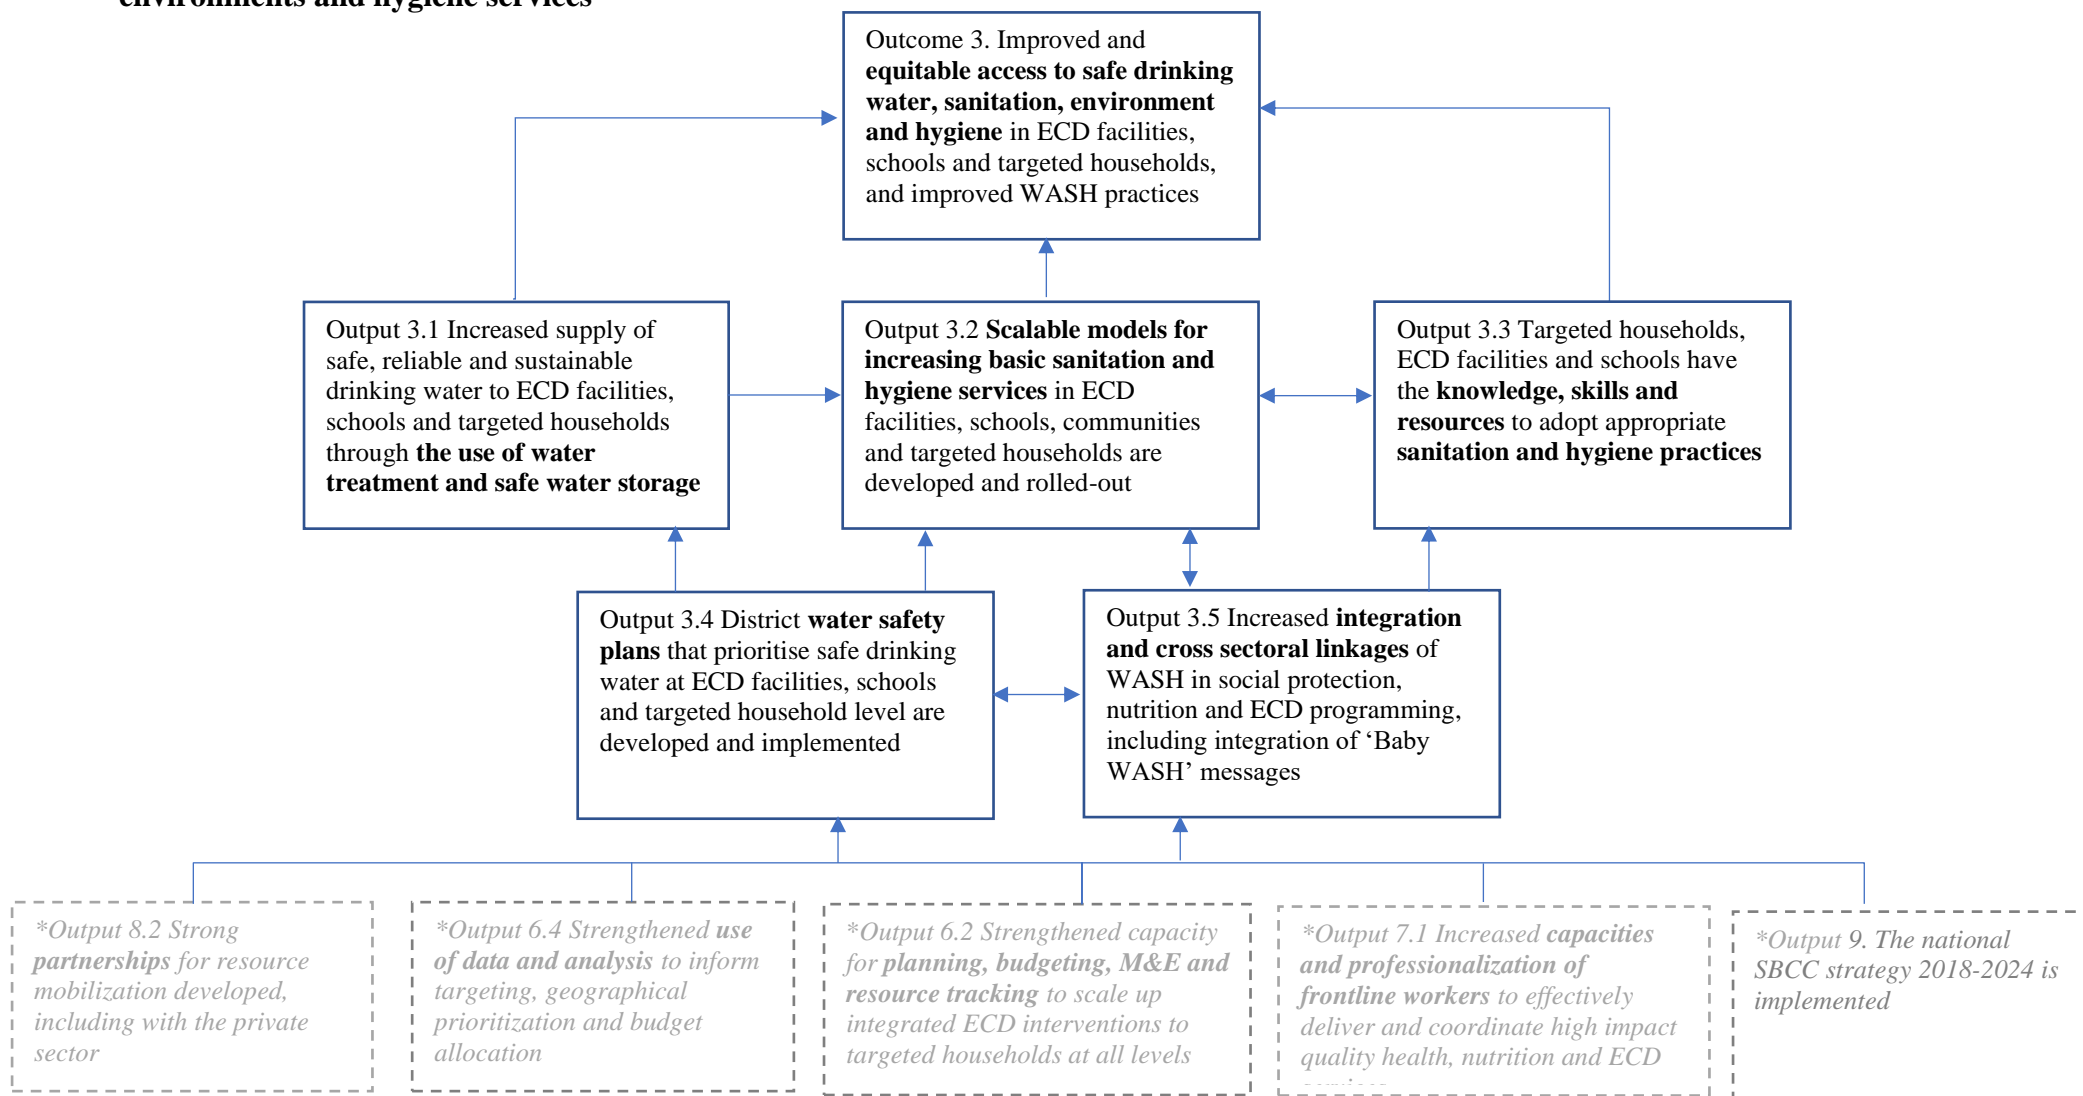 environments and hygiene services
Outcome 3. Improved and
equitable access to safe drinking
water, sanitation, environment
and hygiene in ECD facilities,
schools and targeted households,
and improved WASH practices
Output 3.1 Increased supply of
safe, reliable and sustainable
drinking water to ECD facilities,
schools and targeted households
through the use of water
treatment and safe water storage
Output 3.2 Scalable models for
increasing basic sanitation and
hygiene services in ECD
facilities, schools, communities
and targeted households are
developed and rolled-out
Output 3.3 Targeted households,
ECD facilities and schools have
the knowledge, skills and
resources to adopt appropriate
sanitation and hygiene practices
Output 3.4 District water safety
plans that prioritise safe drinking
water at ECD facilities, schools
and targeted household level are
developed and implemented
Output 3.5 Increased integration
and cross sectoral linkages of
WASH in social protection,
nutrition and ECD programming,
including integration of ‘Baby
WASH’ messages
*Output 8.2 Strong
partnerships for resource
mobilization developed,
including with the private
sector
*Output 6.4 Strengthened use
of data and analysis to inform
targeting, geographical
prioritization and budget
allocation
*Output 6.2 Strengthened capacity
for planning, budgeting, M&E and
resource tracking to scale up
integrated ECD interventions to
targeted households at all levels
*Output 7.1 Increased capacities
and professionalization of
frontline workers to effectively
deliver and coordinate high impact
quality health, nutrition and ECD
*Output 9. The national
SBCC strategy 2018-2024 is
implemented